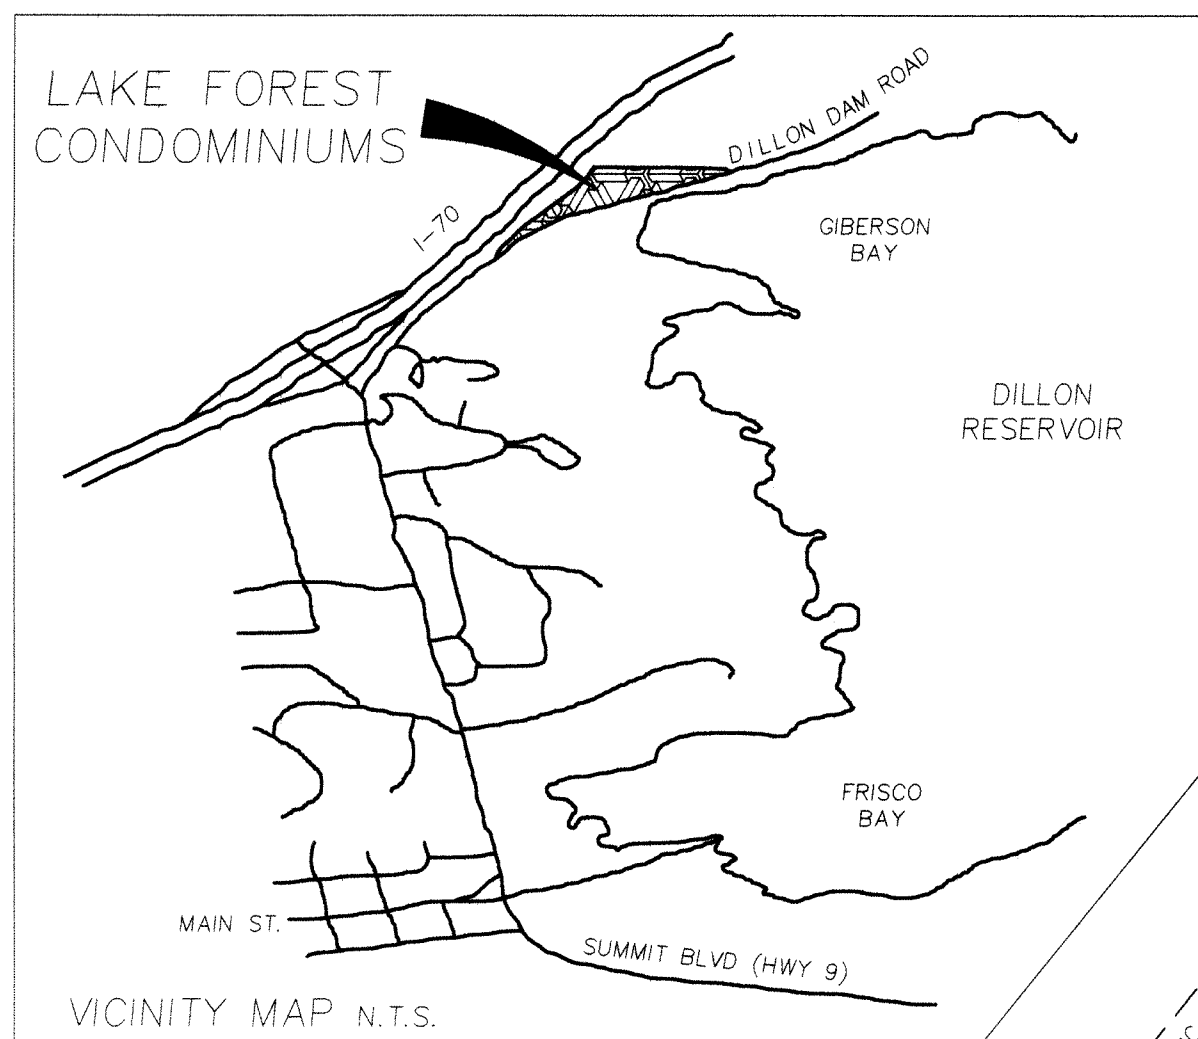 LAKE FOREST
CONDOMINIUMS
DILLON DAM ROAD
I-70
GIBERSON
BAY
DILLON
RESERVOIR
FRISCO
BAY
MAIN ST.
SUMMIT BLVD (HWY 9)
VICINITY MAP N.T.S.